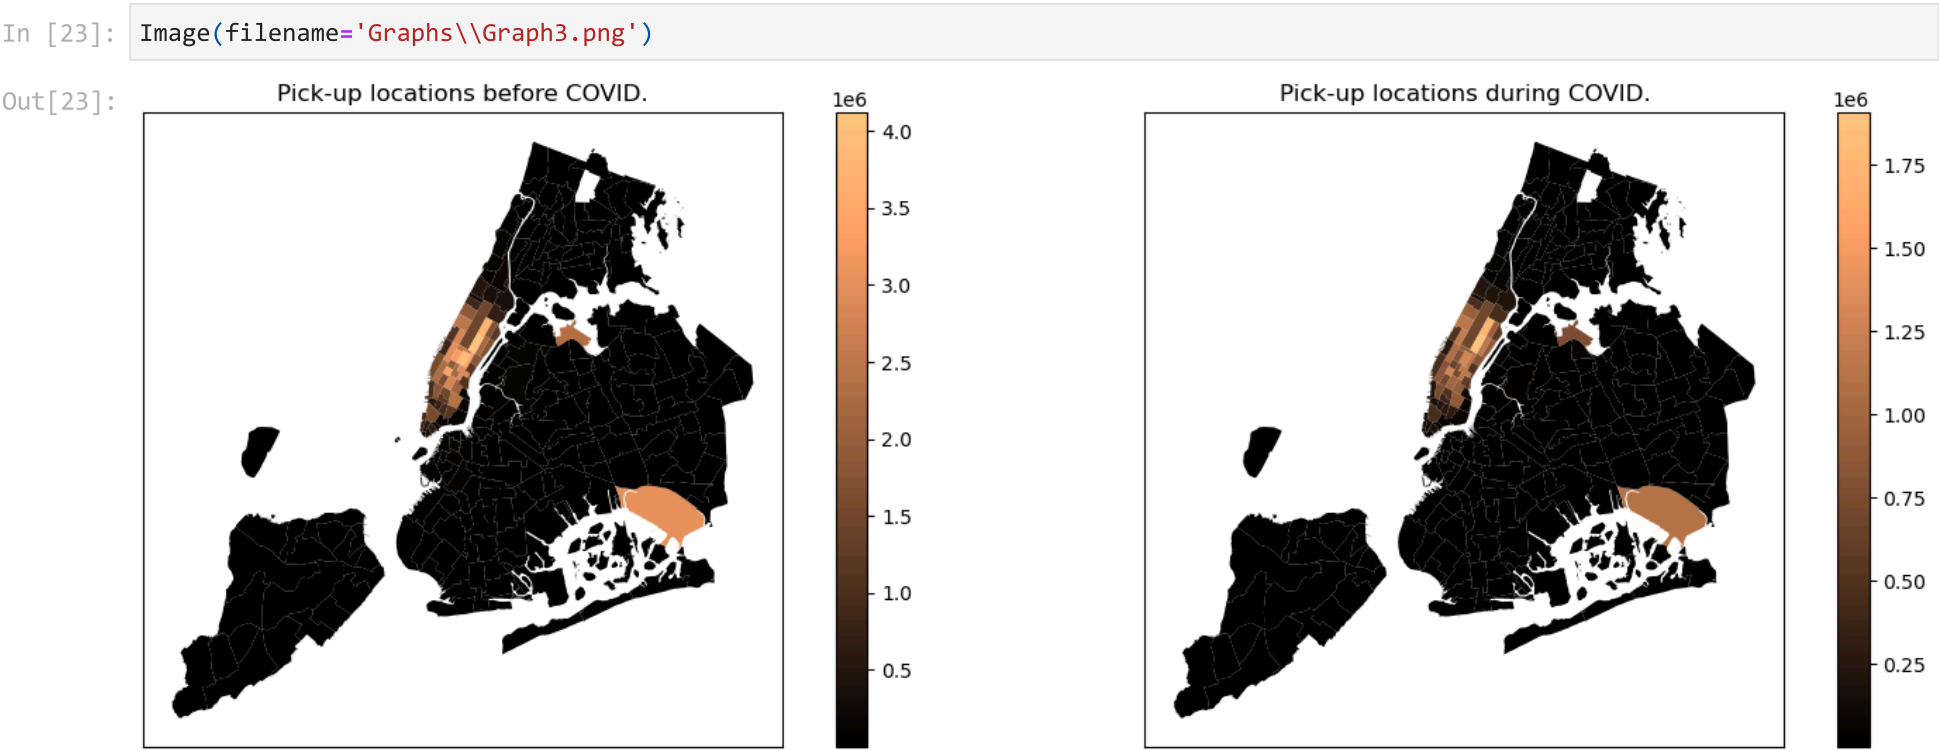 In [23]: Image(filename='Graphs\\Graph3.png')
Out[23]:
Pick-up locations before COVID.
1e6
4.0
3.5
3.0
2.5
2.0
1.5
1.0
0.5
Pick-up locations during COVID.
1e6
1.75
1.50
1.25
1.00
0.75
0.50
0.25